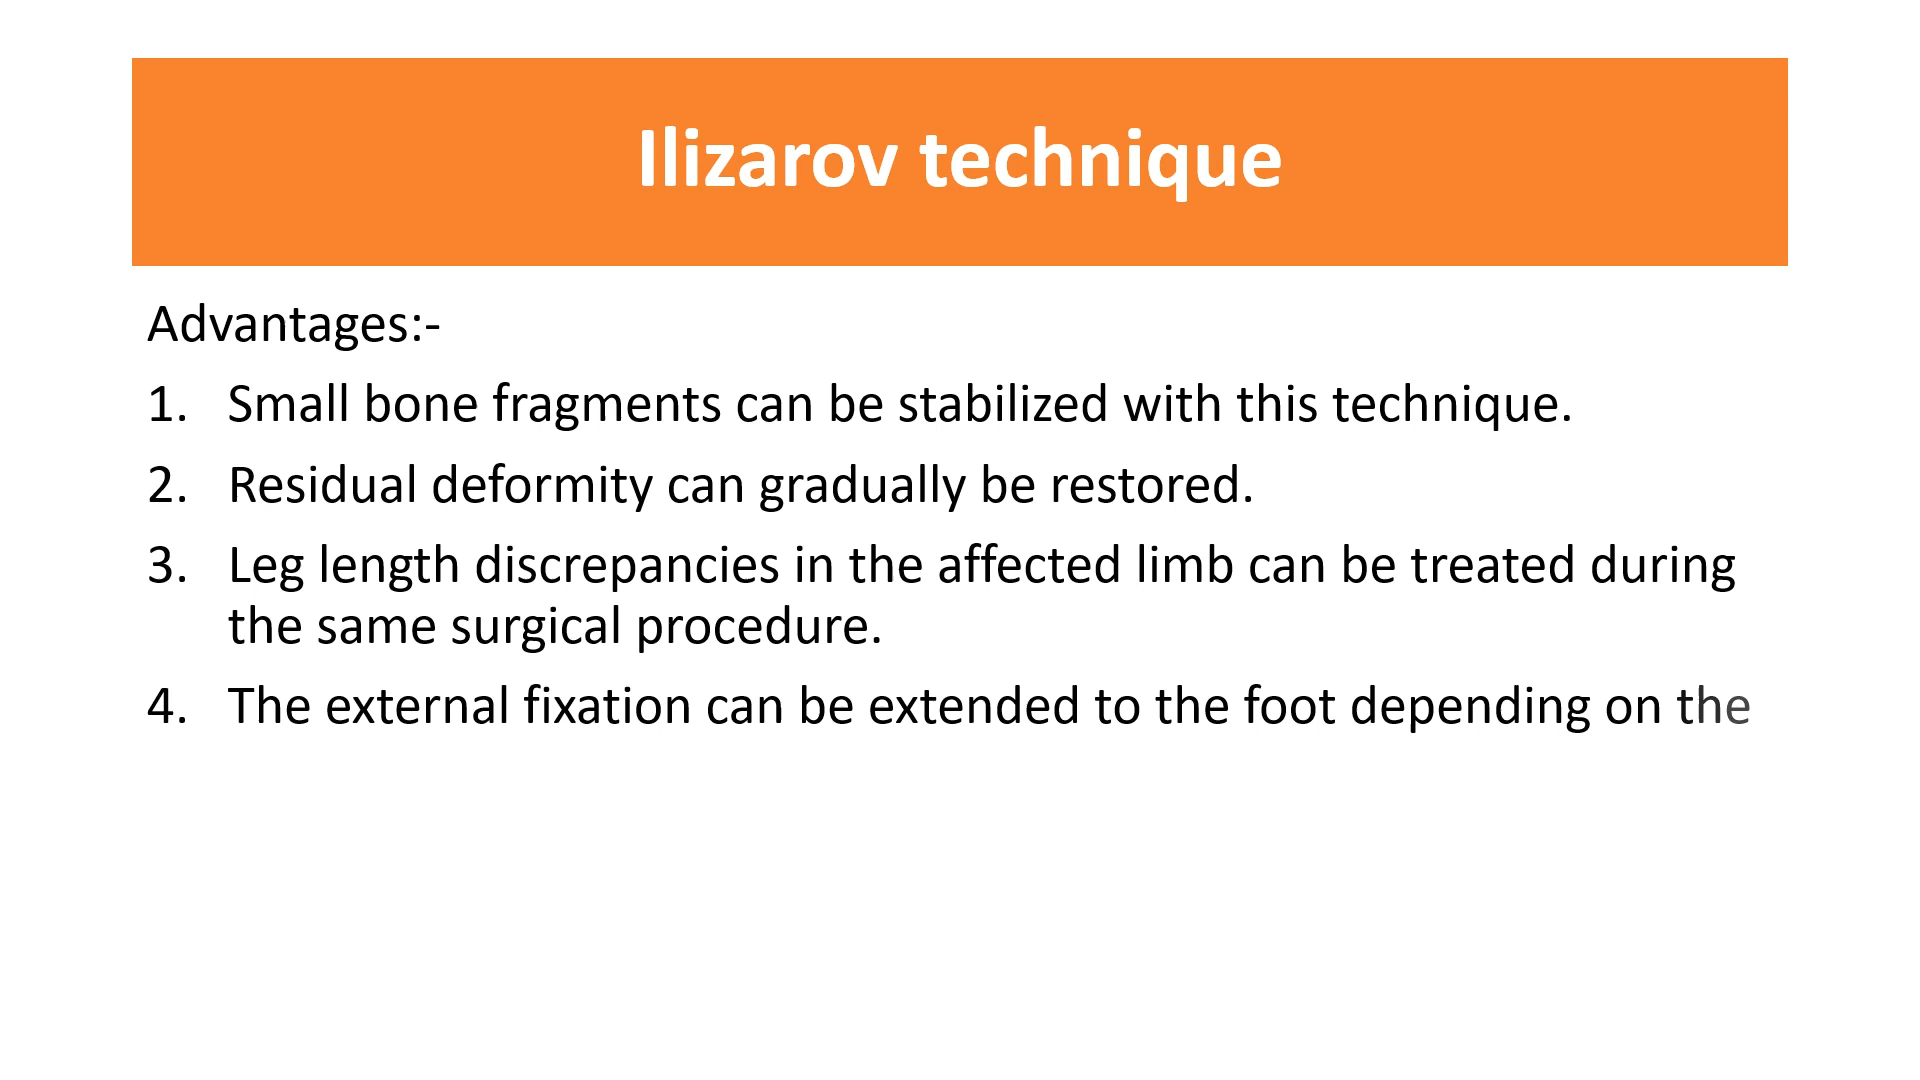 Ilizarov technique
Advantages:-
1. Small bone fragments can be stabilized with this technique.
2. Residual deformity can gradually be restored.
3. Leg length discrepancies in the affected limb can be treated during
the same surgical procedure.
4. The external fixation can be extended to the foot depending on the